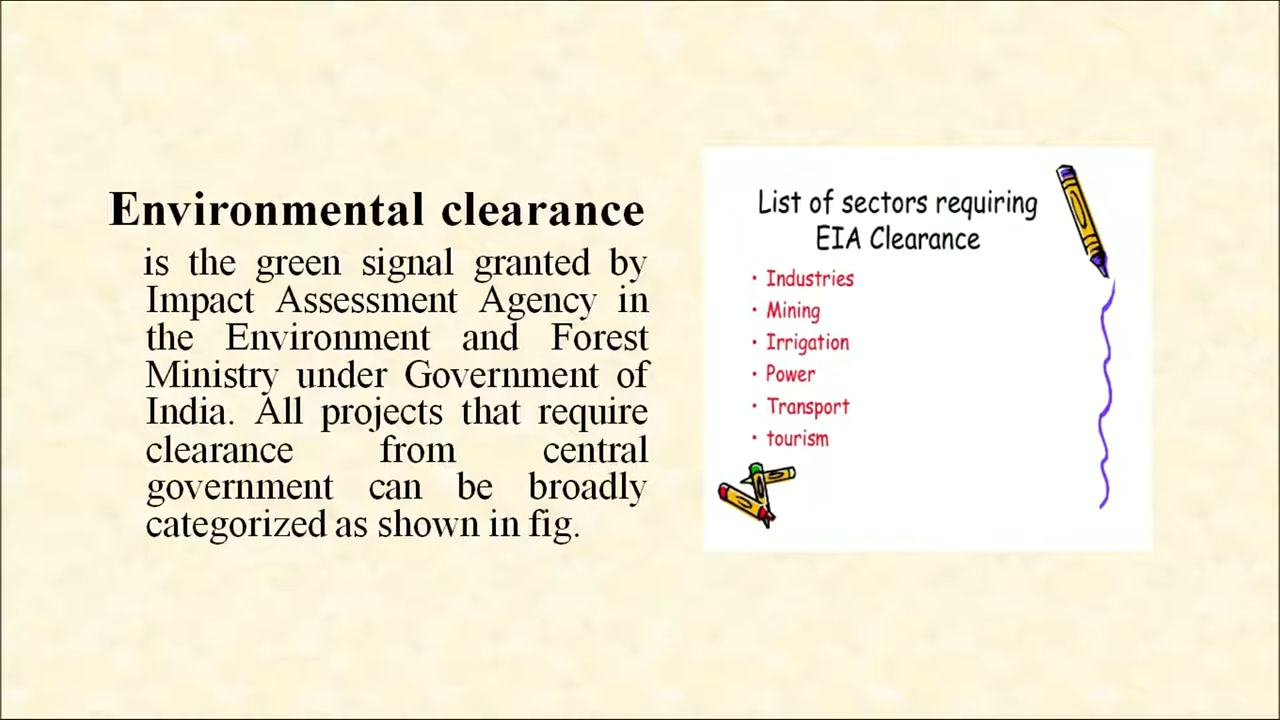 Environmental clearance
is the green signal granted by
Impact Assessment Agency in
the Environment and Forest
Ministry under Government of
India. All projects that require
clearance from central
government can be broadly
categorized as shown in fig.
List of sectors requiring
EIA Clearance
• Industries
• Mining
• Irrigation
• Power
• Transport
• tourism